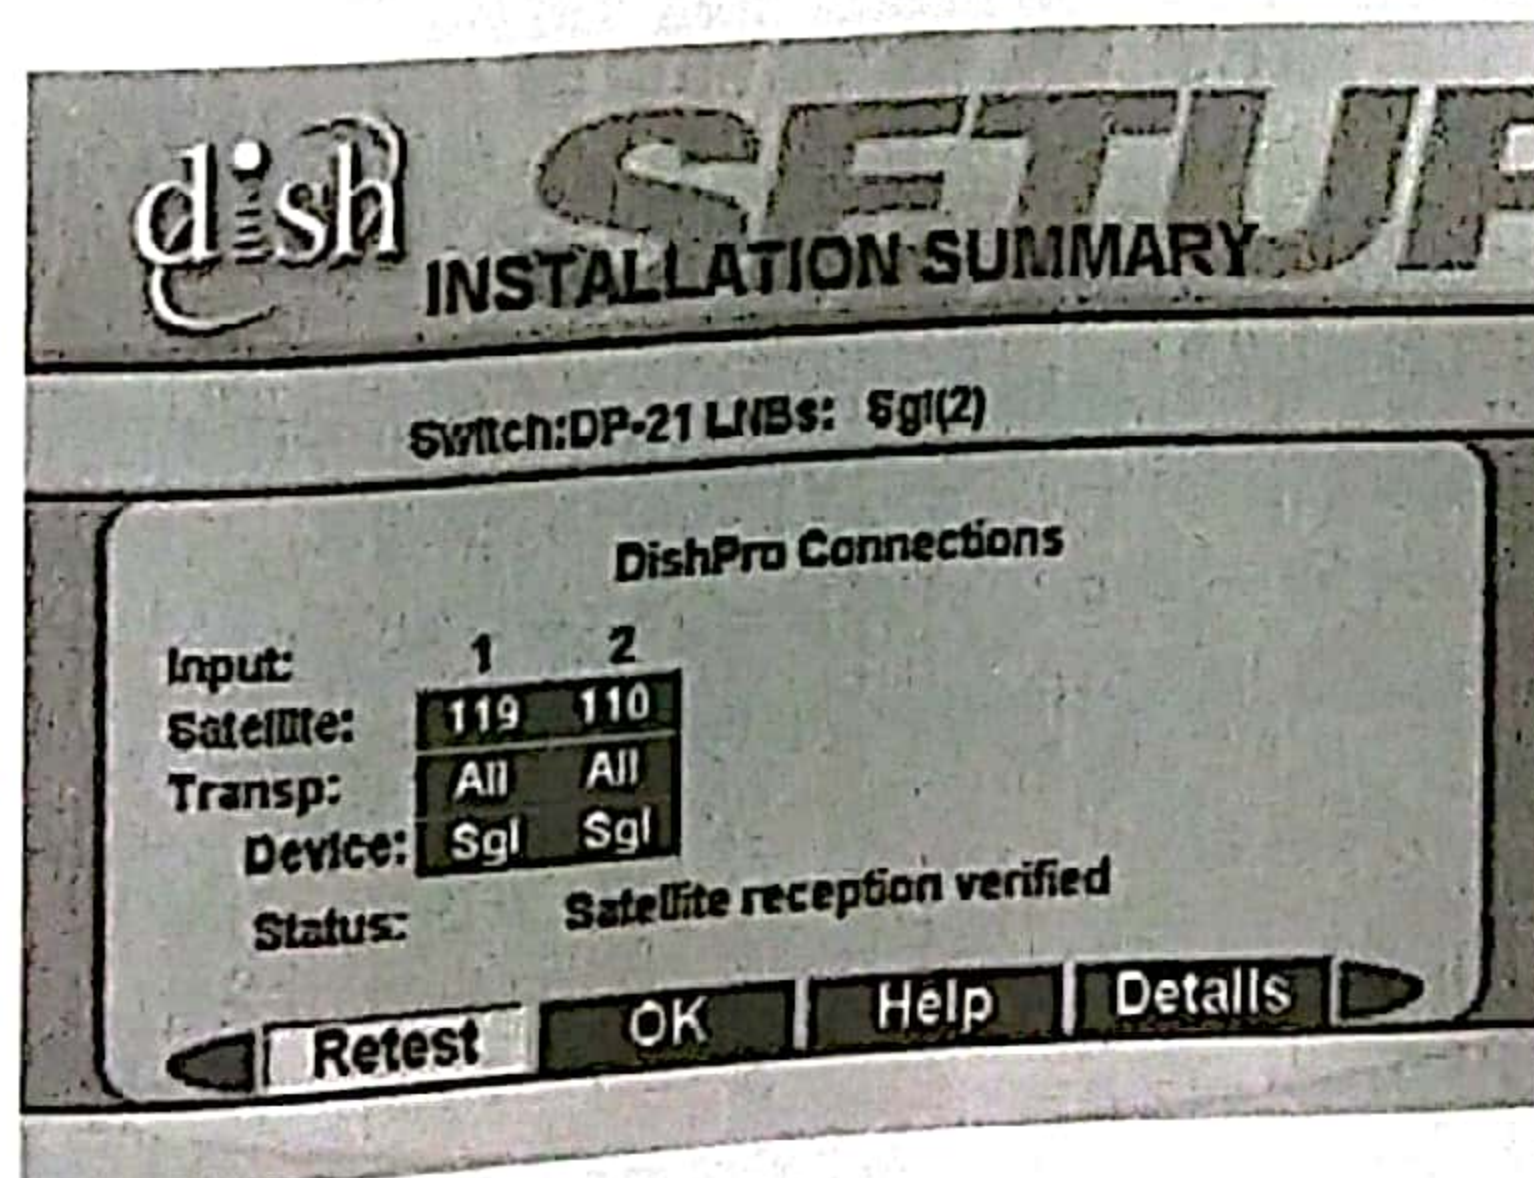 dish SETUP
INSTALLATION SUMMARY
Switch:DP-21 LNBs: Sgl(2)
DishPro Connections
Input: 1 2
Satellite: 119 110
Transp: All All
Device: Sgl Sgl
Status: Satellite reception verified
Retest OK Help Details